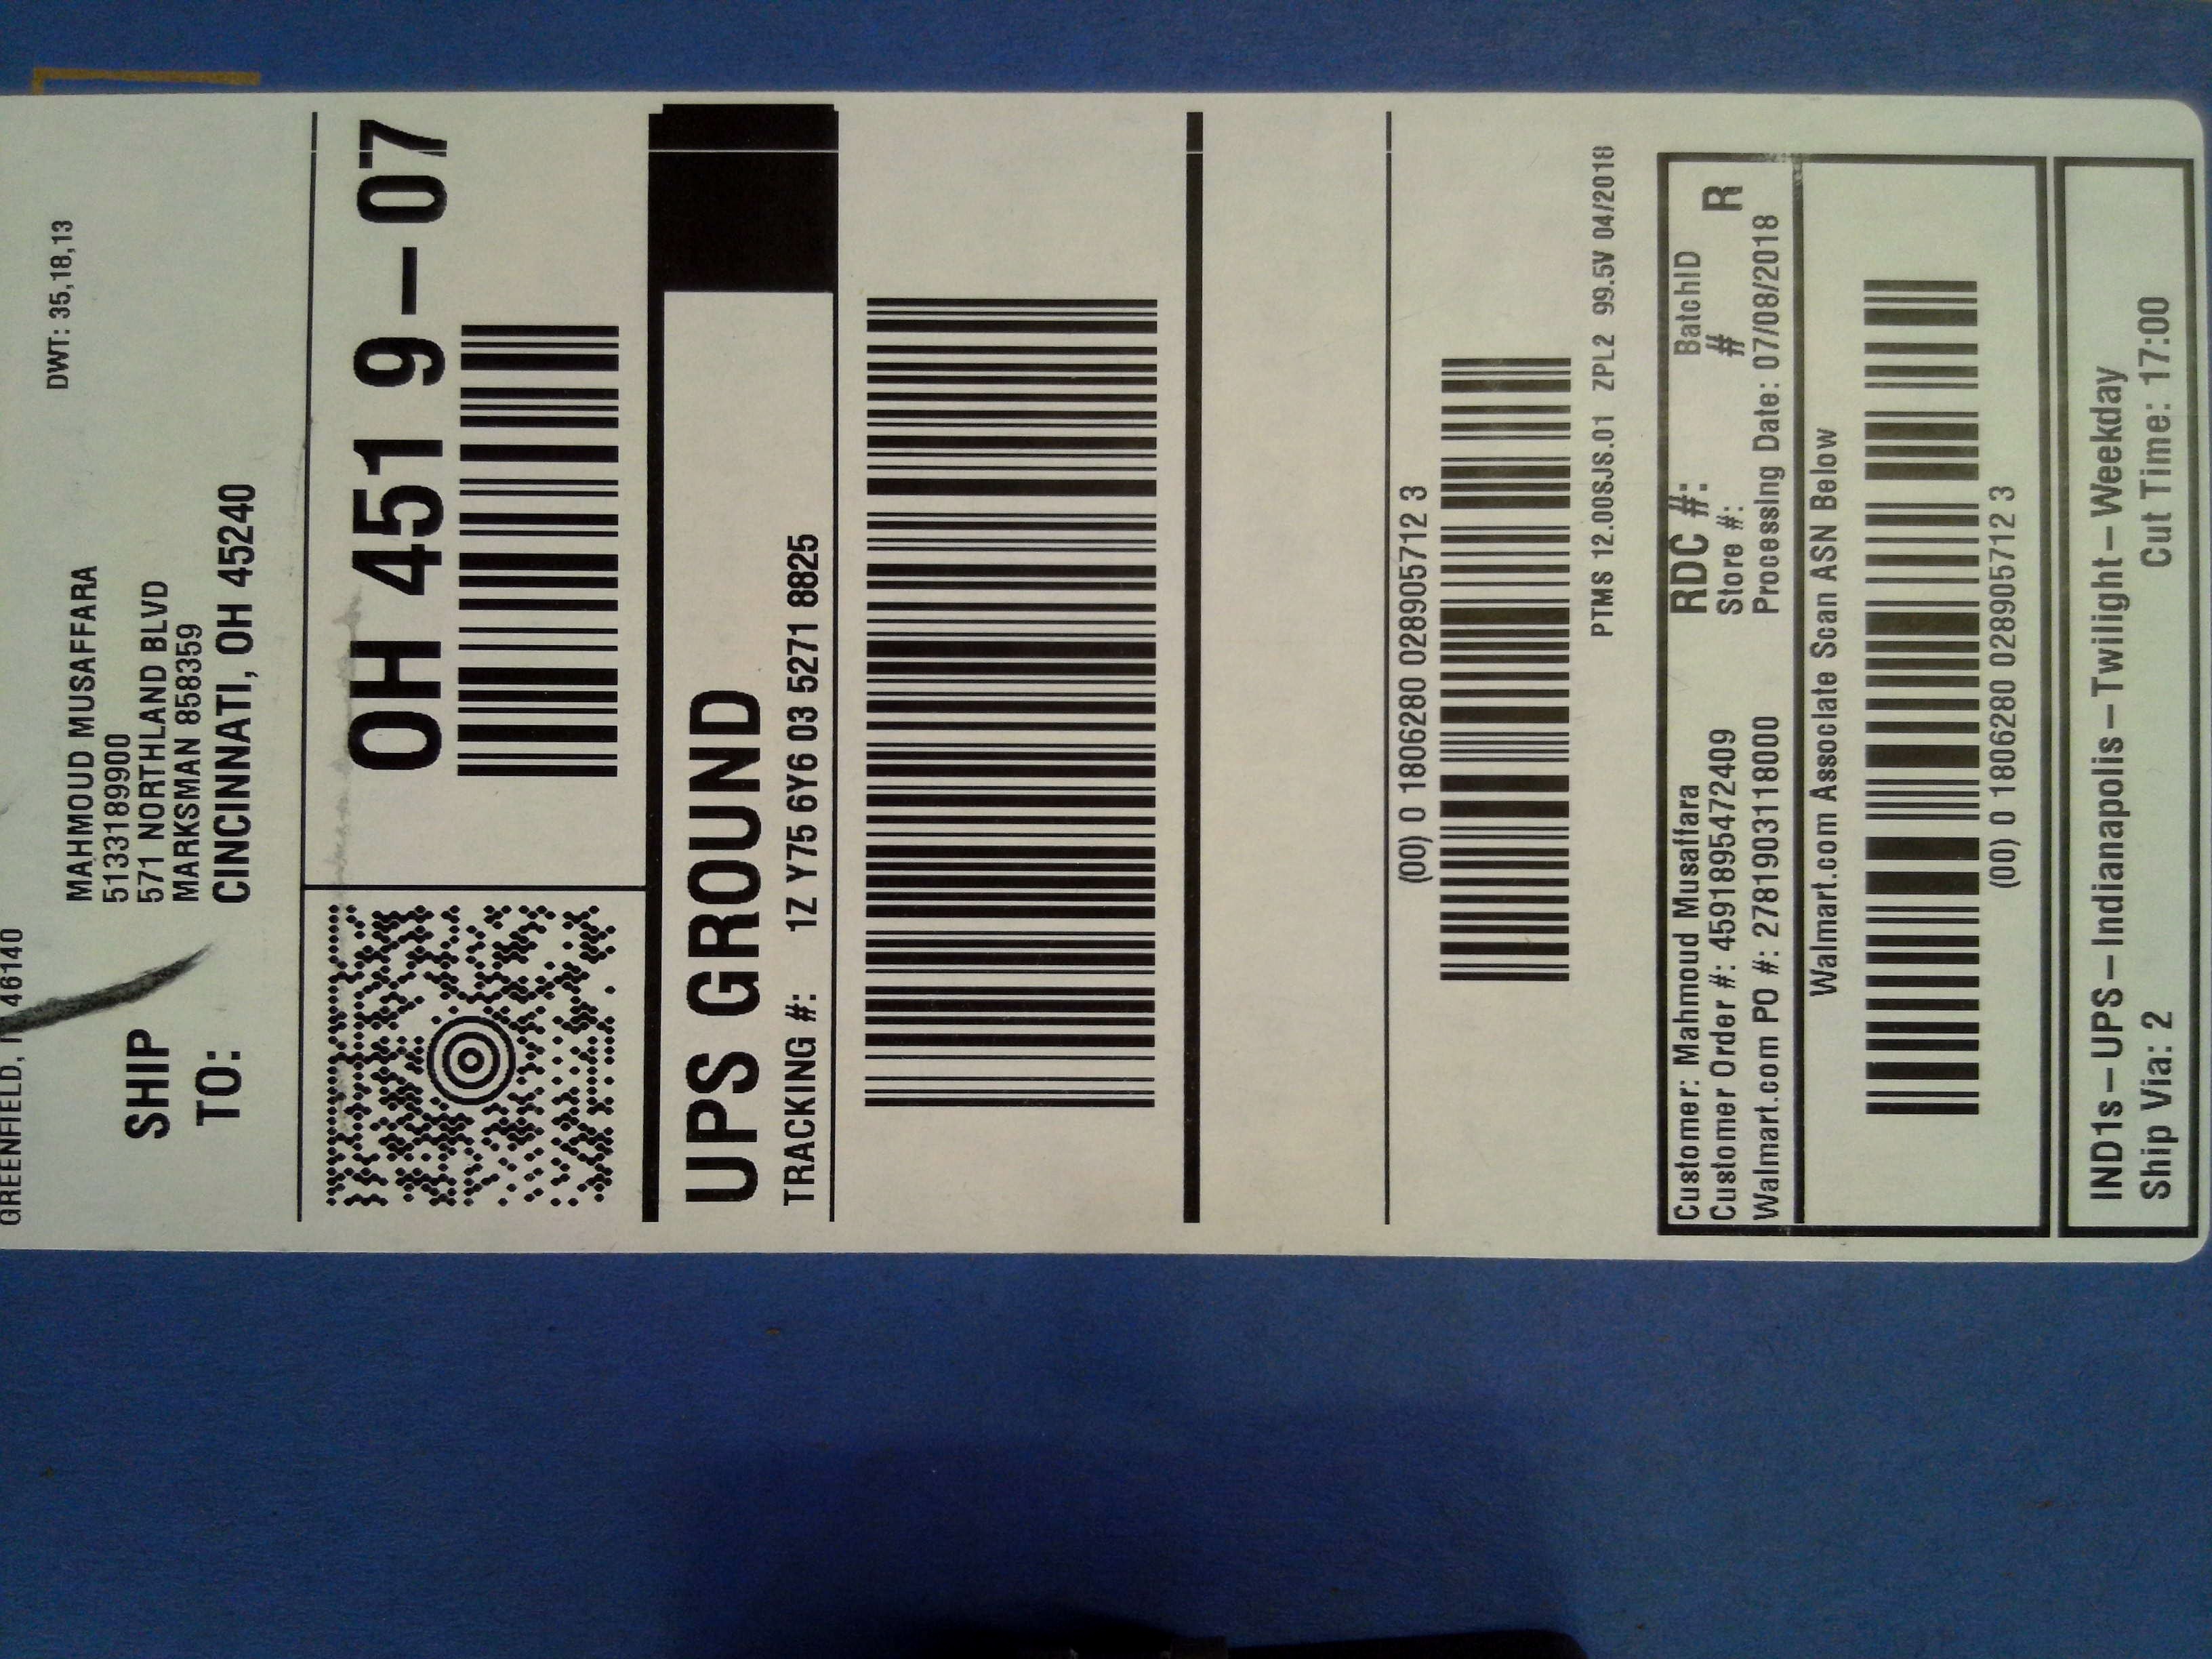 GREENFIELD, I 46140
DWT: 35,18,13
SHIP
TO:
MAHMOUD MUSAFFARA
5133189900
571 NORTHLAND BLVD
MARKSMAN 858359
CINCINNATI, OH 45240
OH 451 9-07
UPS GROUND
TRACKING #: 1Z Y75 6Y6 03 5271 8825
(00) 0 1806280 028905712 3
PTMS 12.00SJS.01 ZPL2 99.5V 04/2018
Customer: Mahmoud Musaffara
Customer Order #: 4591895472409
Walmart.com PO #: 2781903118000
RDC #:
Store #:
Processing Date: 07/08/2018
BatchID
#
R
Walmart.com Associate Scan ASN Below
(00) 0 1806280 028905712 3
IND1s-UPS-Indianapolis-Twilight-Weekday
Ship Via: 2
Cut Time: 17:00